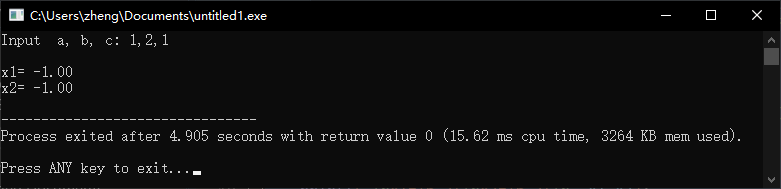 C:\Users\zheng\Documents\untitled1.exe
Input  a, b, c: 1,2,1
x1= -1.00
x2= -1.00
--------------------------------
Process exited after 4.905 seconds with return value 0 (15.62 ms cpu time, 3264 KB mem used).
Press ANY key to exit...